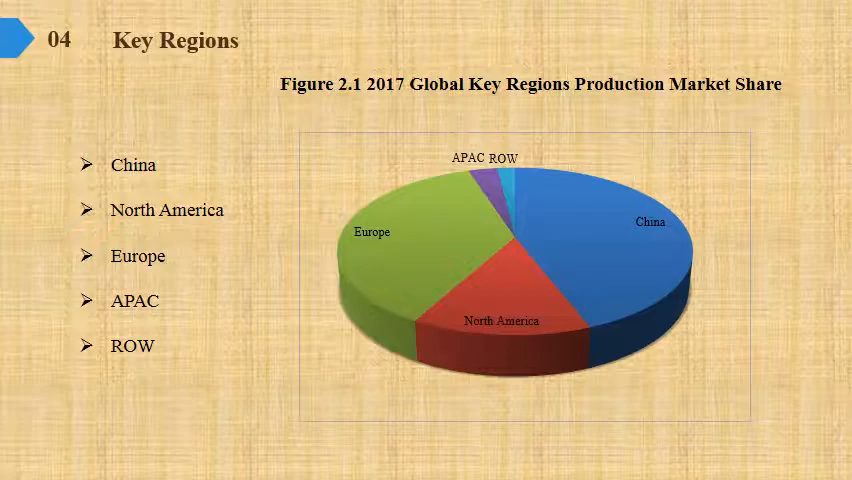 04 Key Regions
Figure 2.1 2017 Global Key Regions Production Market Share
China
North America
Europe
APAC
ROW
APAC ROW
China
Europe
North America